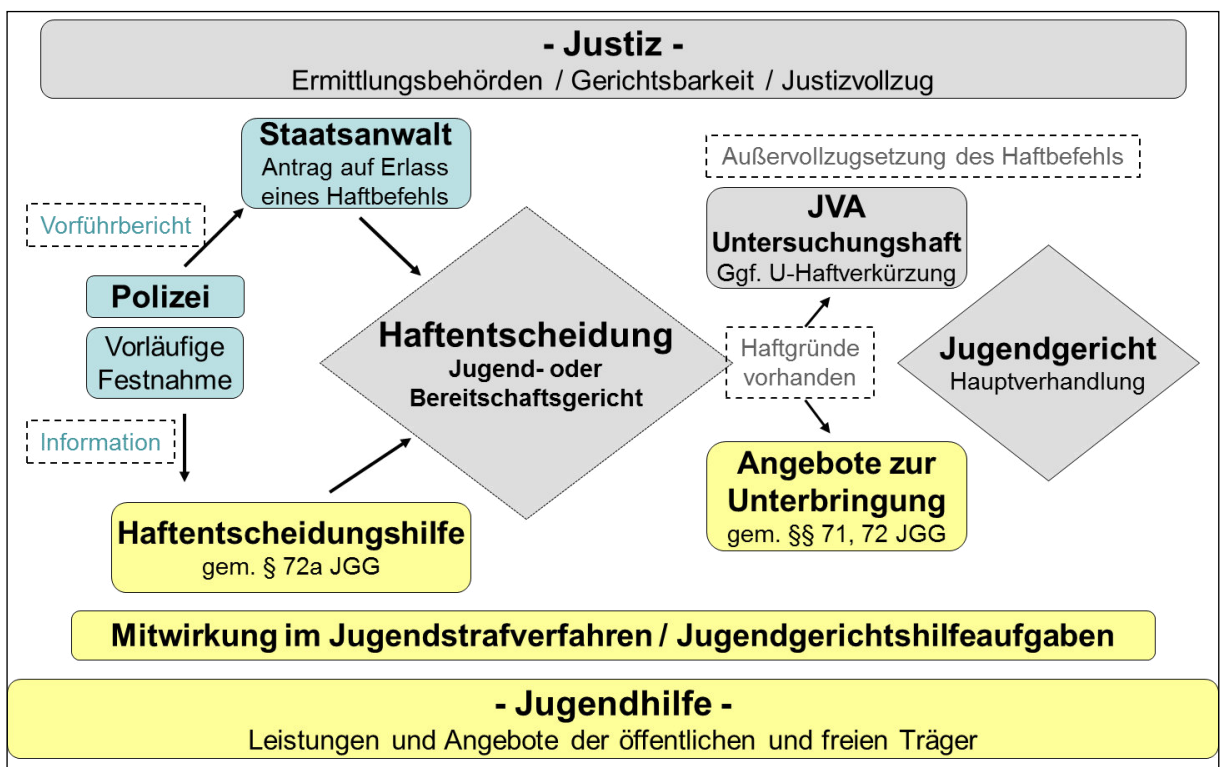 - Justiz -
Ermittlungsbehörden / Gerichtsbarkeit / Justizvollzug
Staatsanwalt
Antrag auf Erlass
eines Haftbefehls
Vorführbericht
Polizei
Vorläufige
Festnahme
Information
Haftentscheidungshilfe
gem. § 72a JGG
Haftentscheidung
Jugend- oder
Bereitschaftsgericht
Außervollzugsetzung des Haftbefehls
JVA
Untersuchungshaft
Ggf. U-Haftverkürzung
Haftgründe
vorhanden
Angebote zur
Unterbringung
gem. §§ 71, 72 JGG
Jugendgericht
Hauptverhandlung
Mitwirkung im Jugendstrafverfahren / Jugendgerichtshilfeaufgaben
- Jugendhilfe -
Leistungen und Angebote der öffentlichen und freien Träger